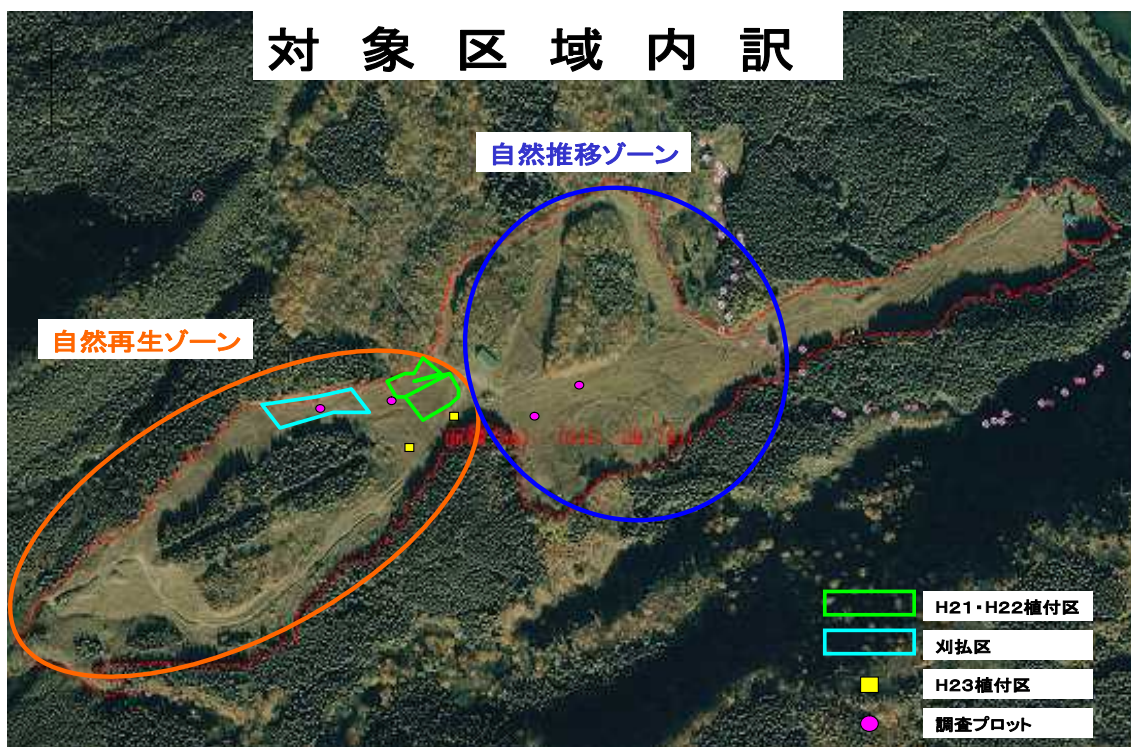 対象区域内訳
自然推移ゾーン
自然再生ゾーン
H21・H22植付区
刈払区
H23植付区
調査プロット